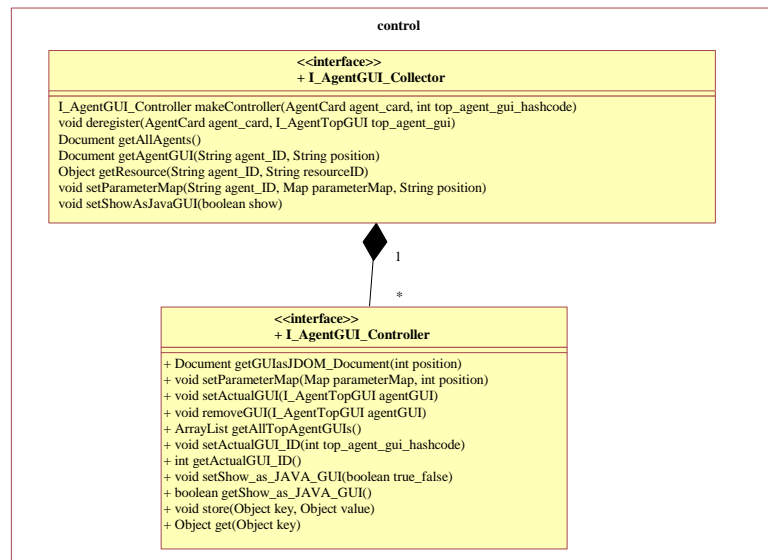 control
<<interface>>
+ I_AgentGUI_Collector
I_AgentGUI_Controller makeController(AgentCard agent_card, int top_agent_gui_hashcode)
void deregister(AgentCard agent_card, I_AgentTopGUI top_agent_gui)
Document getAllAgents()
Document getAgentGUI(String agent_ID, String position)
Object getResource(String agent_ID, String resourceID)
void setParameterMap(String agent_ID, Map parameterMap, String position)
void setShowAsJavaGUI(boolean show)
1
*
<<interface>>
+ I_AgentGUI_Controller
+ Document getGUIasJDOM_Document(int position)
+ void setParameterMap(Map parameterMap, int position)
+ void setActualGUI(I_AgentTopGUI agentGUI)
+ void removeGUI(I_AgentTopGUI agentGUI)
+ ArrayList getAllTopAgentGUIs()
+ void setActualGUI_ID(int top_agent_gui_hashcode)
+ int getActualGUI_ID()
+ void setShow_as_JAVA_GUI(boolean true_false)
+ boolean getShow_as_JAVA_GUI()
+ void store(Object key, Object value)
+ Object get(Object key)